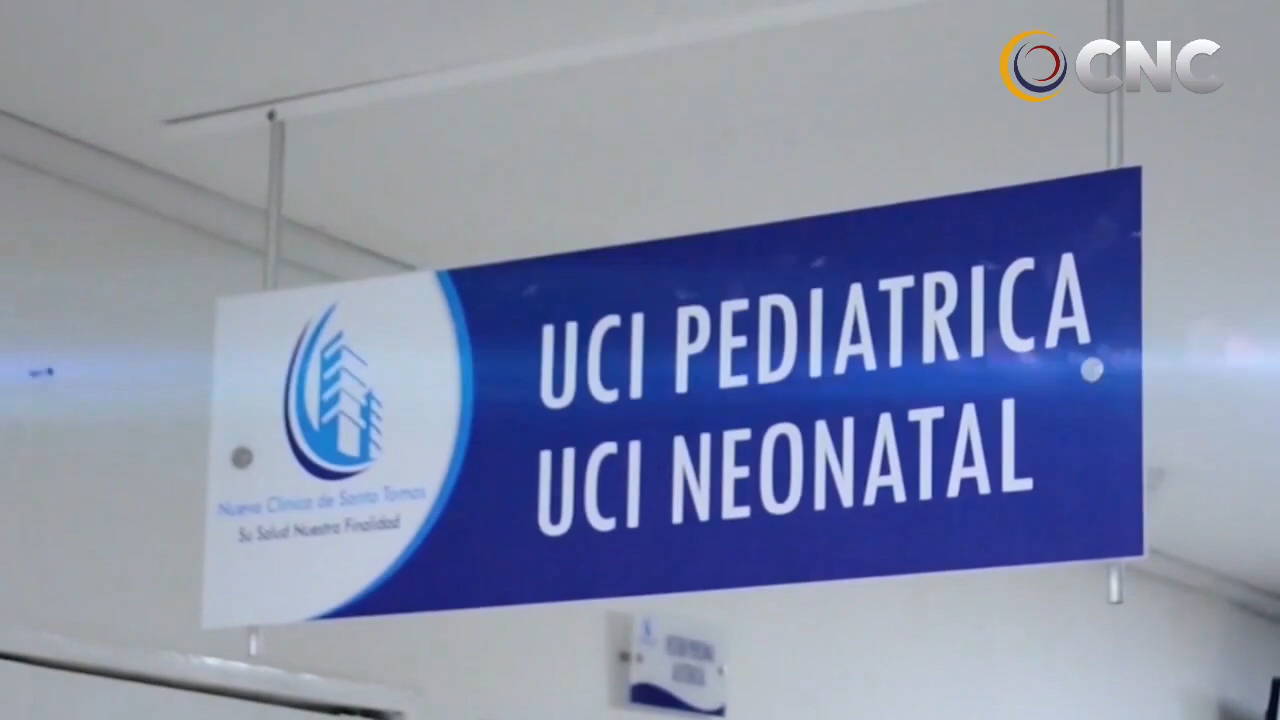 CNC
UCI PEDIATRICA
UCI NEONATAL
Nueva Clinica de Santo Tomas
Su Salud Nuestra Finalidad